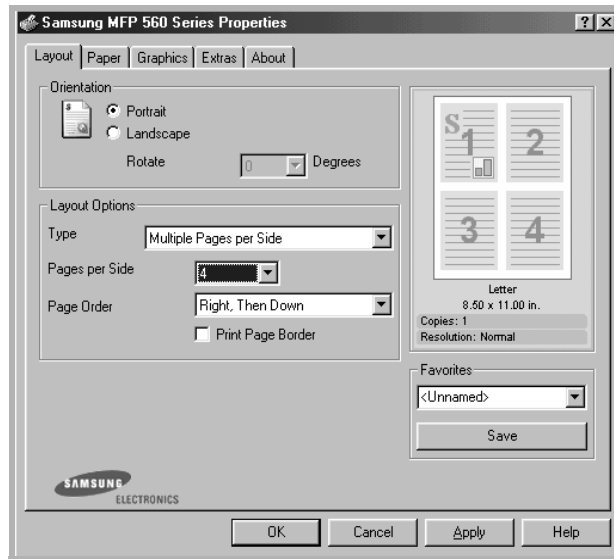 Samsung MFP 560 Series Properties
Layout Paper Graphics Extras About
Orientation
Portrait
Landscape
Rotate 0 Degrees
Layout Options
Type Multiple Pages per Side
Pages per Side 4
Page Order Right, Then Down
Print Page Border
S
1 2
3 4
Letter
8.50 x 11.00 in.
Copies: 1
Resolution: Normal
Favorites
<Unnamed>
Save
SAMSUNG
ELECTRONICS
OK Cancel Apply Help